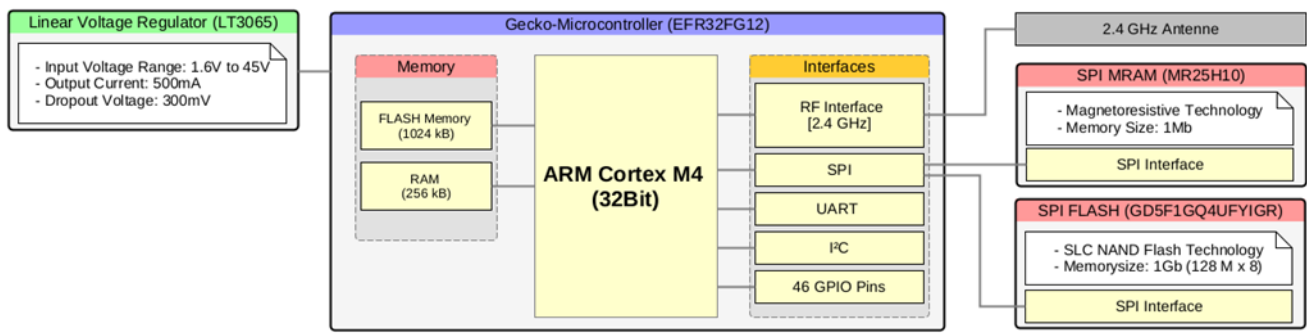 Linear Voltage Regulator (LT3065)
- Input Voltage Range: 1.6V to 45V
- Output Current: 500mA
- Dropout Voltage: 300mV
Gecko-Microcontroller (EFR32FG12)
Memory
FLASH Memory
(1024 kB)
RAM
(256 kB)
ARM Cortex M4
(32Bit)
Interfaces
RF Interface
[2.4 GHz]
SPI
UART
I²C
46 GPIO Pins
2.4 GHz Antenne
SPI MRAM (MR25H10)
- Magnetoresistive Technology
- Memory Size: 1Mb
SPI Interface
SPI FLASH (GD5F1GQ4UFYIGR)
- SLC NAND Flash Technology
- Memorysize: 1Gb (128 M x 8)
SPI Interface